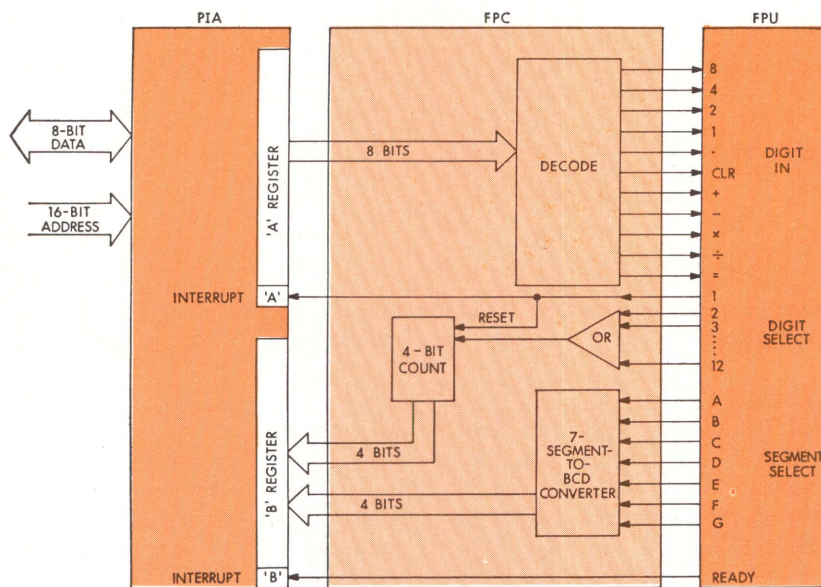 PIA
FPC
FPU
8-BIT
DATA
16-BIT
ADDRESS
'A' REGISTER
8 BITS
DECODE
8
4
2
1
·
CLR
+
−
×
÷
=
DIGIT
IN
INTERRUPT
'A'
RESET
4-BIT
COUNT
OR
1
2
3
12
DIGIT
SELECT
'B' REGISTER
4 BITS
4 BITS
7-
SEGMENT-
TO-
BCD
CONVERTER
A
B
C
D
E
F
G
SEGMENT
SELECT
INTERRUPT
'B'
READY